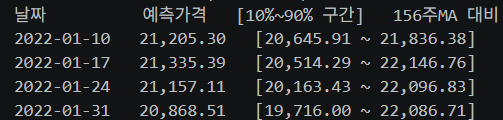 날짜 예측가격 [10%~90% 구간] 156주MA 대비
2022-01-10 21,205.30 [20,645.91 ~ 21,836.38]
2022-01-17 21,335.39 [20,514.29 ~ 22,146.76]
2022-01-24 21,157.11 [20,163.43 ~ 22,096.83]
2022-01-31 20,868.51 [19,716.00 ~ 22,086.71]